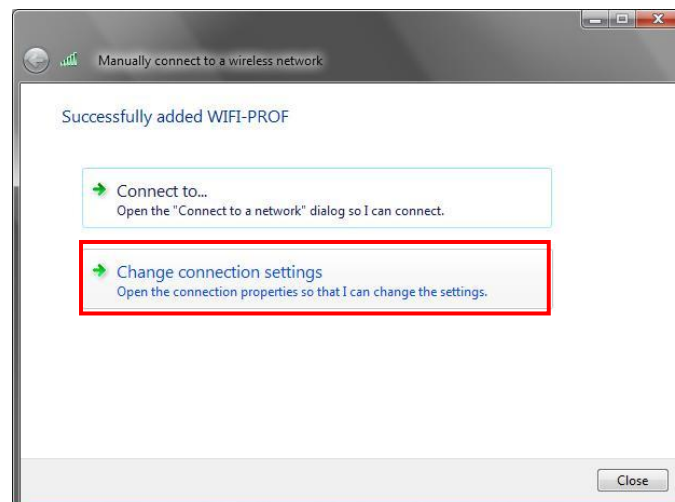 Manually connect to a wireless network
Successfully added WIFI-PROF
Connect to...
Open the "Connect to a network" dialog so I can connect.
Change connection settings
Open the connection properties so that I can change the settings.
Close